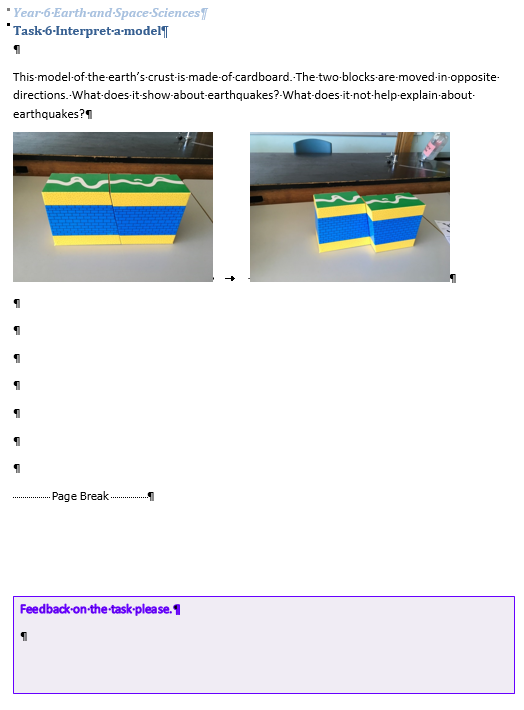 Year 6 Earth and Space Sciences¶
Task 6 Interpret a model¶
¶
This model of the earth’s crust is made of cardboard. The two blocks are moved in opposite
directions. What does it show about earthquakes? What does it not help explain about
earthquakes?¶
→ ¶
¶
¶
¶
¶
¶
¶
¶
Page Break¶
Feedback on the task please.¶
¶